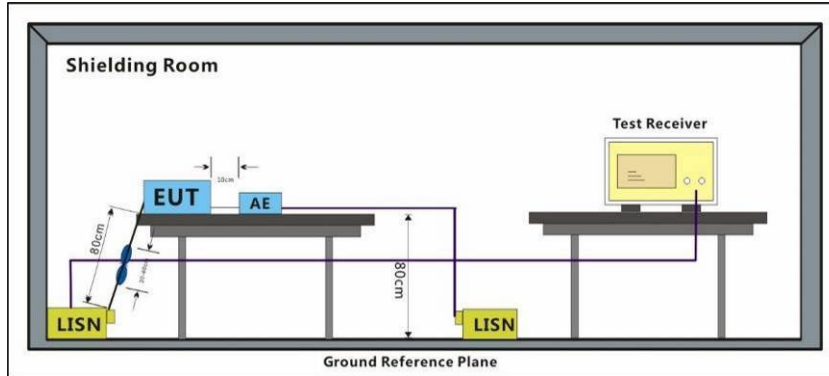 Shielding Room
Test Receiver
10cm
EUT
AE
80cm
80cm
LISN
LISN
Ground Reference Plane